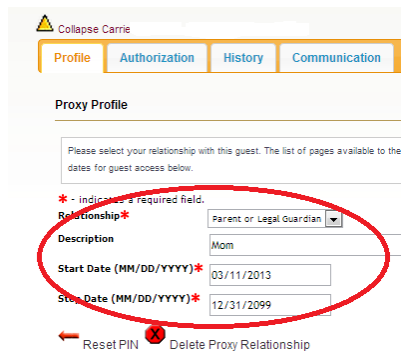 Collapse Carrie
Profile Authorization History Communication
Proxy Profile
Please select your relationship with this guest. The list of pages available to the
dates for guest access below.
* - indicates a required field.
Relationship* Parent or Legal Guardian
Description Mom
Start Date (MM/DD/YYYY)* 03/11/2013
Stop Date (MM/DD/YYYY)* 12/31/2099
Reset PIN X Delete Proxy Relationship